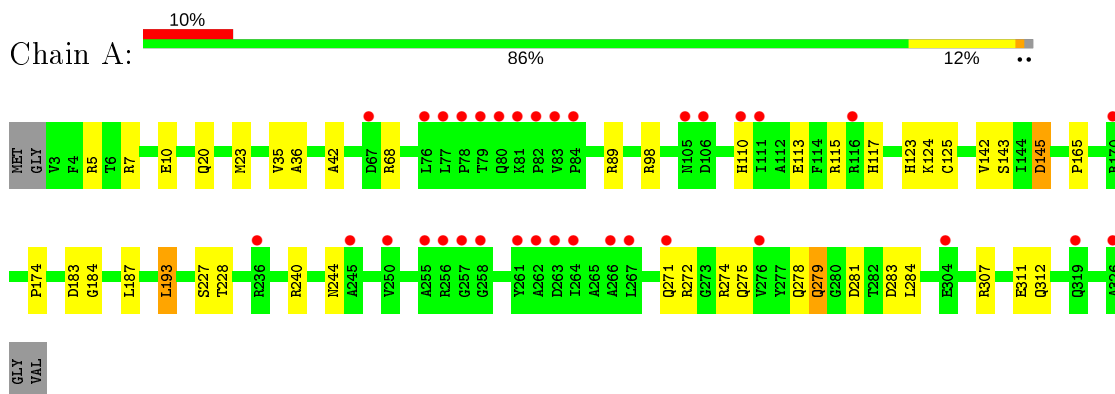 10%
Chain A:
86% 12%
MET GLY V3 F4 R5 T6 R7 E10 Q20 M23 V35 A36 A42 D67 R68 L76 L77 P78 T79 Q80 K81 P82 V83 P84 R89 R98 N105 D106 H110 I111 A112 E113 F114 R115 R116 H117 H123 K124 C125 V142 S143 I144 D145 P165
P174 D183 G184 L187 L193 S227 T228 R236 R240 N244 A245 V250 A255 R256 G257 G258 Y261 A262 D263 I264 A265 A266 L267 Q271 R272 G273 R274 Q275 V276 Y277 Q278 Q279 G280 D281 T282 D283 L284 E304 R307 E311 Q312 Q319
GLY VAL